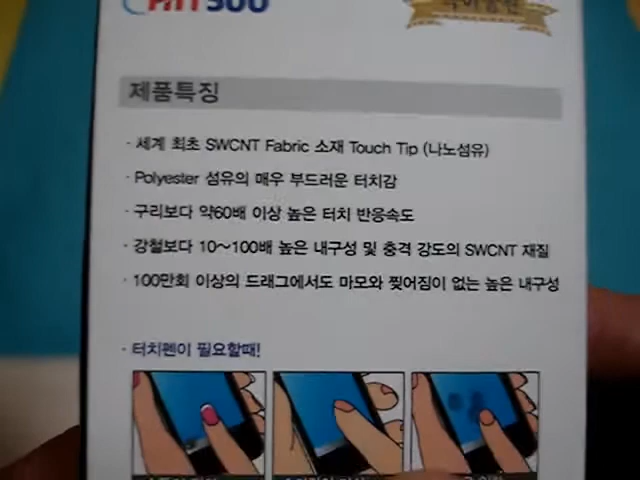 제품특징
· 세계 최초 SWCNT Fabric 소재 Touch Tip (나노섬유)
· Polyester 섬유의 매우 부드러운 터치감
· 구리보다 약60배 이상 높은 터치 반응속도
· 강철보다 10～100배 높은 내구성 및 충격 강도의 SWCNT 재질
· 100만회 이상의 드래그에서도 마모와 찢어짐이 없는 높은 내구성
· 터치펜이 필요할때!